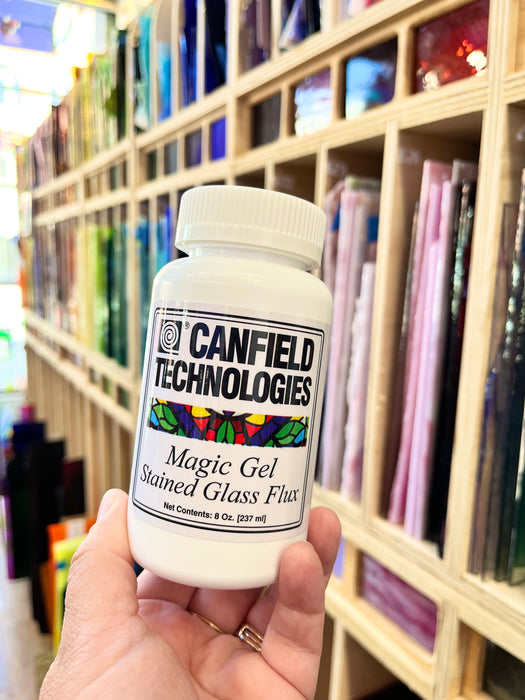 ® CANFIELD
TECHNOLOGIES
Magic Gel
Stained Glass Flux
Net Contents: 8 Oz. [237 ml]